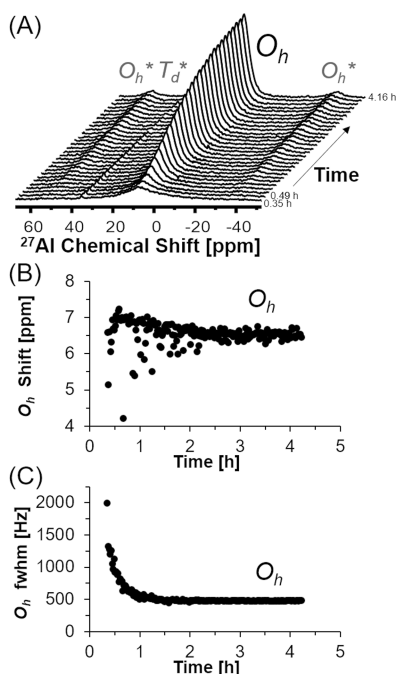 (A)
Oh* Td* Oh Oh*
4.16 h
Time
0.49 h
0.35 h
60 40 20 0 -20 -40
27Al Chemical Shift [ppm]
(B)
8
7
6
5
4
Oh
Oh Shift [ppm]
0 1 2 3 4 5
Time [h]
(C)
2000
1500
1000
500
0
Oh
Oh fwhm [Hz]
0 1 2 3 4 5
Time [h]